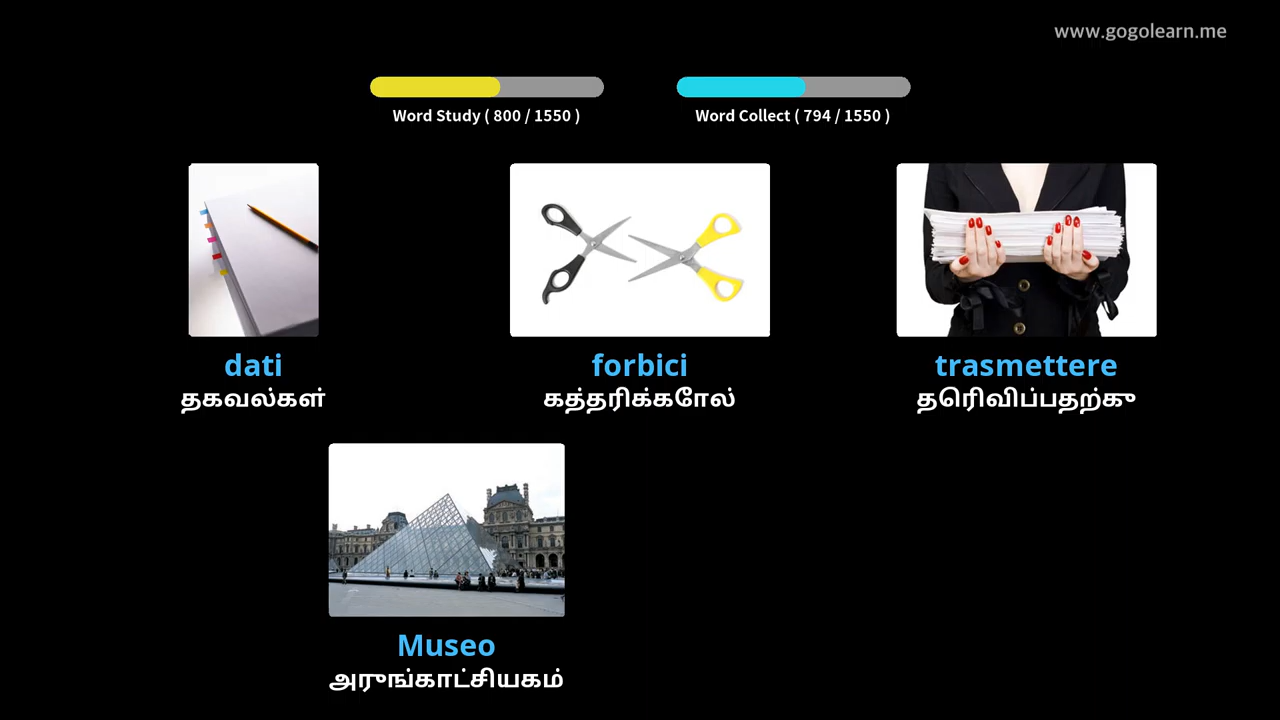 www.gogolearn.me
Word Study ( 800 / 1550 )
Word Collect ( 794 / 1550 )
dati
தகவல்கள்
forbici
கத்தரிக்கோல்
trasmettere
தெரிவிப்பதற்கு
Museo
அருங்காட்சியகம்